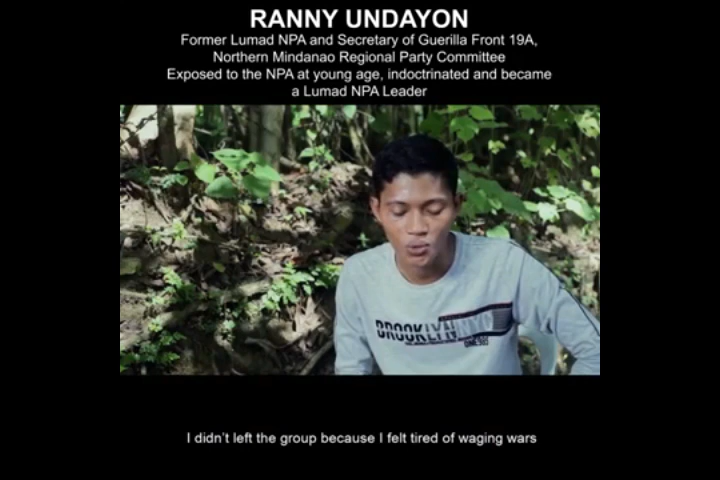 RANNY UNDAYON
Former Lumad NPA and Secretary of Guerilla Front 19A,
Northern Mindanao Regional Party Committee
Exposed to the NPA at young age, indoctrinated and became
a Lumad NPA Leader
BROOKLYN
I didn't left the group because I felt tired of waging wars